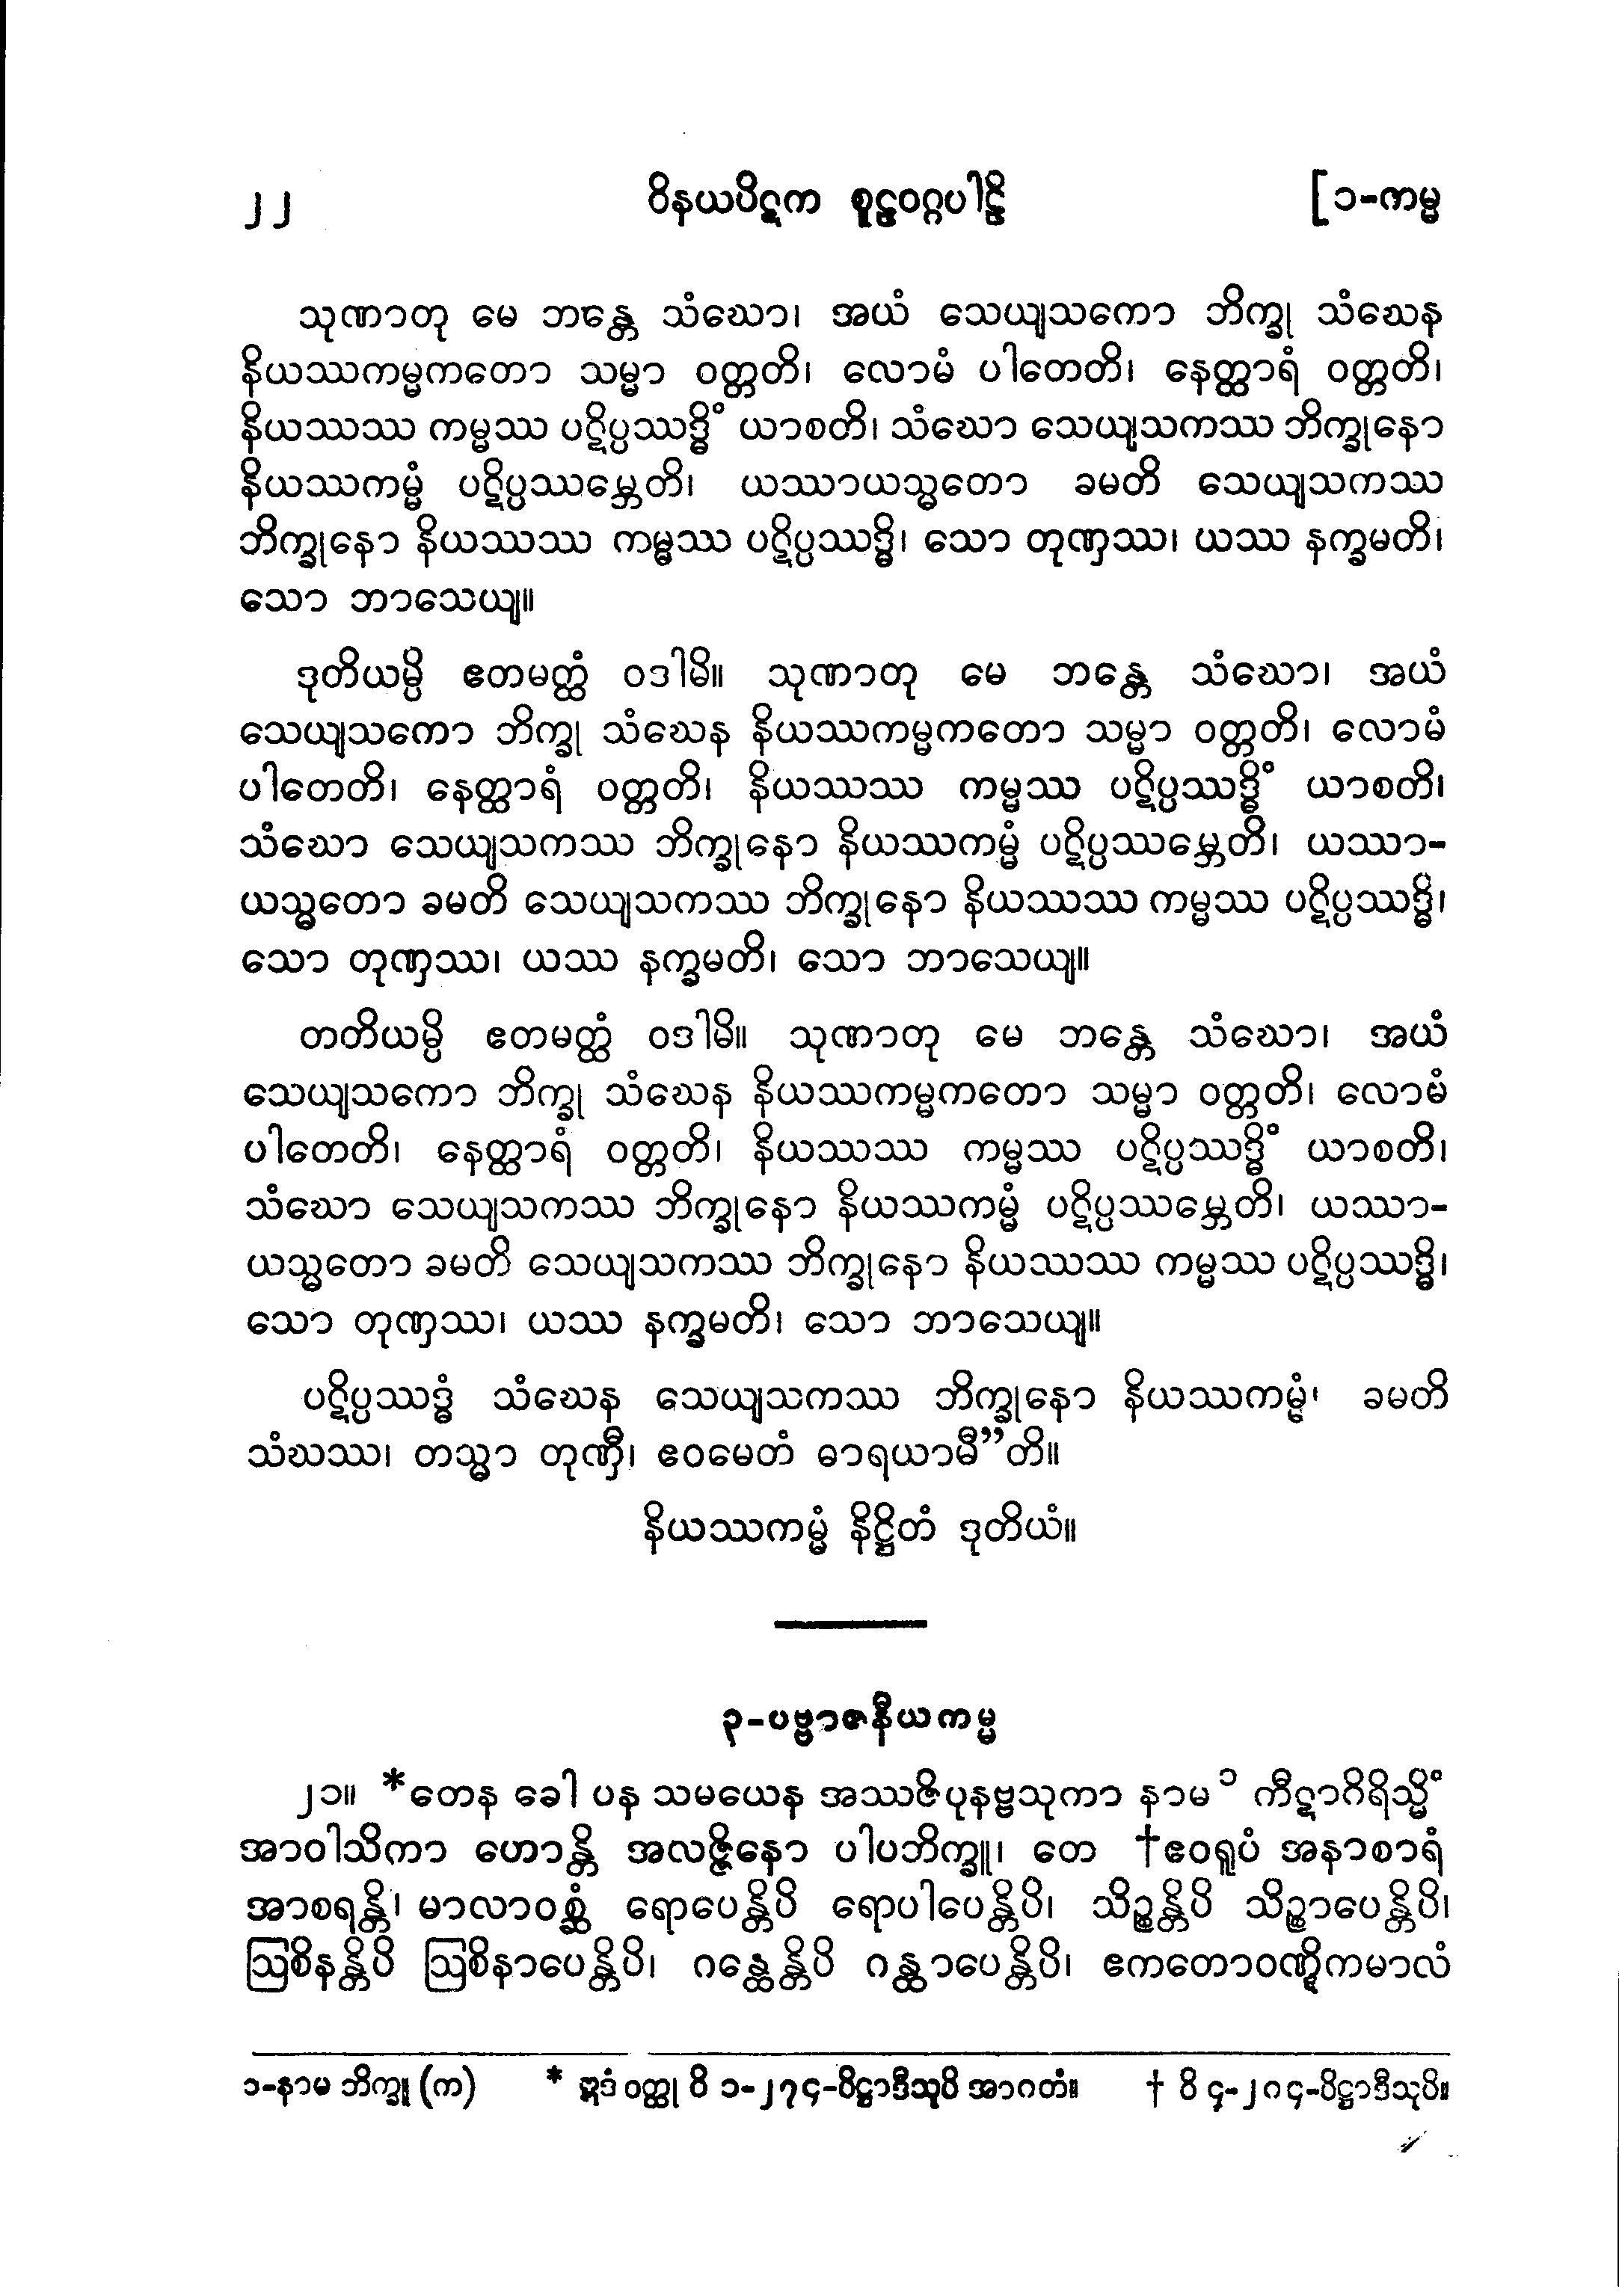 ၂၂ ဝိနယပိဋက စူဠဝဂ္ဂပါဠိ [၁-ကမ္မ
သုဏာတု မေ ဘန္တေ သံဃော၊ အယံ သေယျသကော ဘိက္ခု သံဃေန
နိယဿကမ္မကတော သမ္မာ ဝတ္တတိ၊ လောမံ ပါတေတိ၊ နေတ္ထာရံ ဝတ္တတိ၊
နိယဿဿ ကမ္မဿ ပဋိပ္ပဿဒ္ဓိံ ယာစတိ၊ သံဃော သေယျသကဿ ဘိက္ခုနော
နိယဿကမ္မံ ပဋိပ္ပဿမ္ဘေတိ၊ ယဿာယသ္မတော ခမတိ သေယျသကဿ
ဘိက္ခုနော နိယဿဿ ကမ္မဿ ပဋိပ္ပဿဒ္ဓိ၊ သော တုဏှဿ၊ ယဿ နက္ခမတိ၊
သော ဘာသေယျ။
ဒုတိယမ္ပိ ဧတမတ္ထံ ဝဒါမိ။ သုဏာတု မေ ဘန္တေ သံဃော၊ အယံ
သေယျသကော ဘိက္ခု သံဃေန နိယဿကမ္မကတော သမ္မာ ဝတ္တတိ၊ လောမံ
ပါတေတိ၊ နေတ္ထာရံ ဝတ္တတိ၊ နိယဿဿ ကမ္မဿ ပဋိပ္ပဿဒ္ဓိံ ယာစတိ၊
သံဃော သေယျသကဿ ဘိက္ခုနော နိယဿကမ္မံ ပဋိပ္ပဿမ္ဘေတိ၊ ယဿာ-
ယသ္မတော ခမတိ သေယျသကဿ ဘိက္ခုနော နိယဿဿ ကမ္မဿ ပဋိပ္ပဿဒ္ဓိ၊
သော တုဏှဿ၊ ယဿ နက္ခမတိ၊ သော ဘာသေယျ။
တတိယမ္ပိ ဧတမတ္ထံ ဝဒါမိ။ သုဏာတု မေ ဘန္တေ သံဃော၊ အယံ
သေယျသကော ဘိက္ခု သံဃေန နိယဿကမ္မကတော သမ္မာ ဝတ္တတိ၊ လောမံ
ပါတေတိ၊ နေတ္ထာရံ ဝတ္တတိ၊ နိယဿဿ ကမ္မဿ ပဋိပ္ပဿဒ္ဓိံ ယာစတိ၊
သံဃော သေယျသကဿ ဘိက္ခုနော နိယဿကမ္မံ ပဋိပ္ပဿမ္ဘေတိ၊ ယဿာ-
ယသ္မတော ခမတိ သေယျသကဿ ဘိက္ခုနော နိယဿဿ ကမ္မဿ ပဋိပ္ပဿဒ္ဓိ၊
သော တုဏှဿ၊ ယဿ နက္ခမတိ၊ သော ဘာသေယျ။
ပဋိပ္ပဿဒ္ဓံ သံဃေန သေယျသကဿ ဘိက္ခုနော နိယဿကမ္မံ၊ ခမတိ
သံဃဿ၊ တသ္မာ တုဏှီ၊ ဧဝမေတံ ဓာရယာမီ”တိ။
နိယဿကမ္မံ နိဋ္ဌိတံ ဒုတိယံ။
၃-ပဗ္ဗာဇနီယကမ္မ
၂၁။ *တေန ခေါ ပန သမယေန အဿဇိပုနဗ္ဗသုကာ နာမ ၁ ကီဋာဂိရိသ္မိံ
အာဝါသိကာ ဟောန္တိ အလဇ္ဇိနော ပါပဘိက္ခူ၊ တေ †ဧဝရူပံ အနာစာရံ
အာစရန္တိ၊ မာလာဝစ္ဆံ ရောပေန္တိပိ ရောပါပေန္တိပိ၊ သိဉ္စန္တိပိ သိဉ္စာပေန္တိပိ၊
ဩစိနန္တိပိ ဩစိနာပေန္တိပိ၊ ဂန္ထေန္တိပိ ဂန္ထာပေန္တိပိ၊ ဧကတောဝဏ္ဋိကမာလံ
၁-နာမ ဘိက္ခူ (က) * ဣဒံ ဝတ္ထု ဝိ ၁-၂၇၄-ပိဋ္ဌာဒီသုပိ အာဂတံ။ † ဝိ ၄-၂၈၄-ပိဋ္ဌာဒီသုပိ။